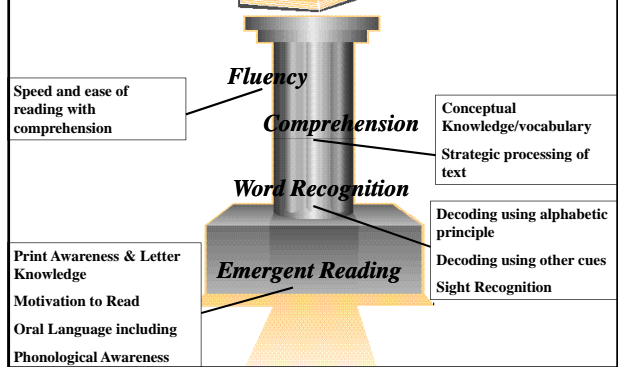 Fluency
Speed and ease of
reading with
comprehension
Comprehension
Conceptual
Knowledge/vocabulary
Strategic processing of
text
Word Recognition
Decoding using alphabetic
principle
Decoding using other cues
Sight Recognition
Emergent Reading
Print Awareness & Letter
Knowledge
Motivation to Read
Oral Language including
Phonological Awareness